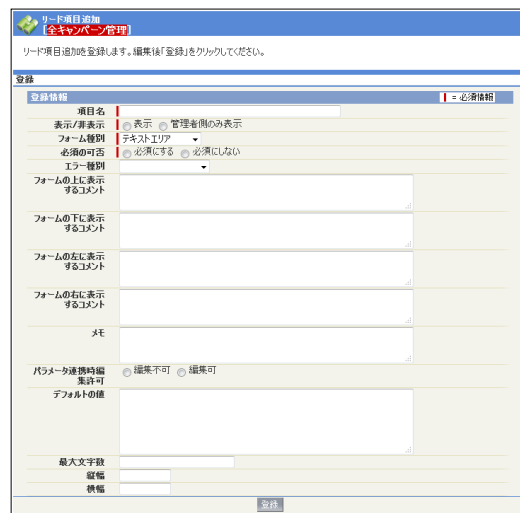 リード項目追加
[全キャンペーン管理]
リード項目追加を登録します。編集後「登録」をクリックしてください。
登録
登録情報
= 必須情報
項目名
表示/非表示 表示 管理者側のみ表示
フォーム種別 テキストエリア
必須の可否 必須にする 必須にしない
エラー種別
フォームの上に表示
するコメント
フォームの下に表示
するコメント
フォームの左に表示
するコメント
フォームの右に表示
するコメント
メモ
パラメータ連携時編
集許可 編集不可 編集可
デフォルトの値
最大文字数
縦幅
横幅
登録